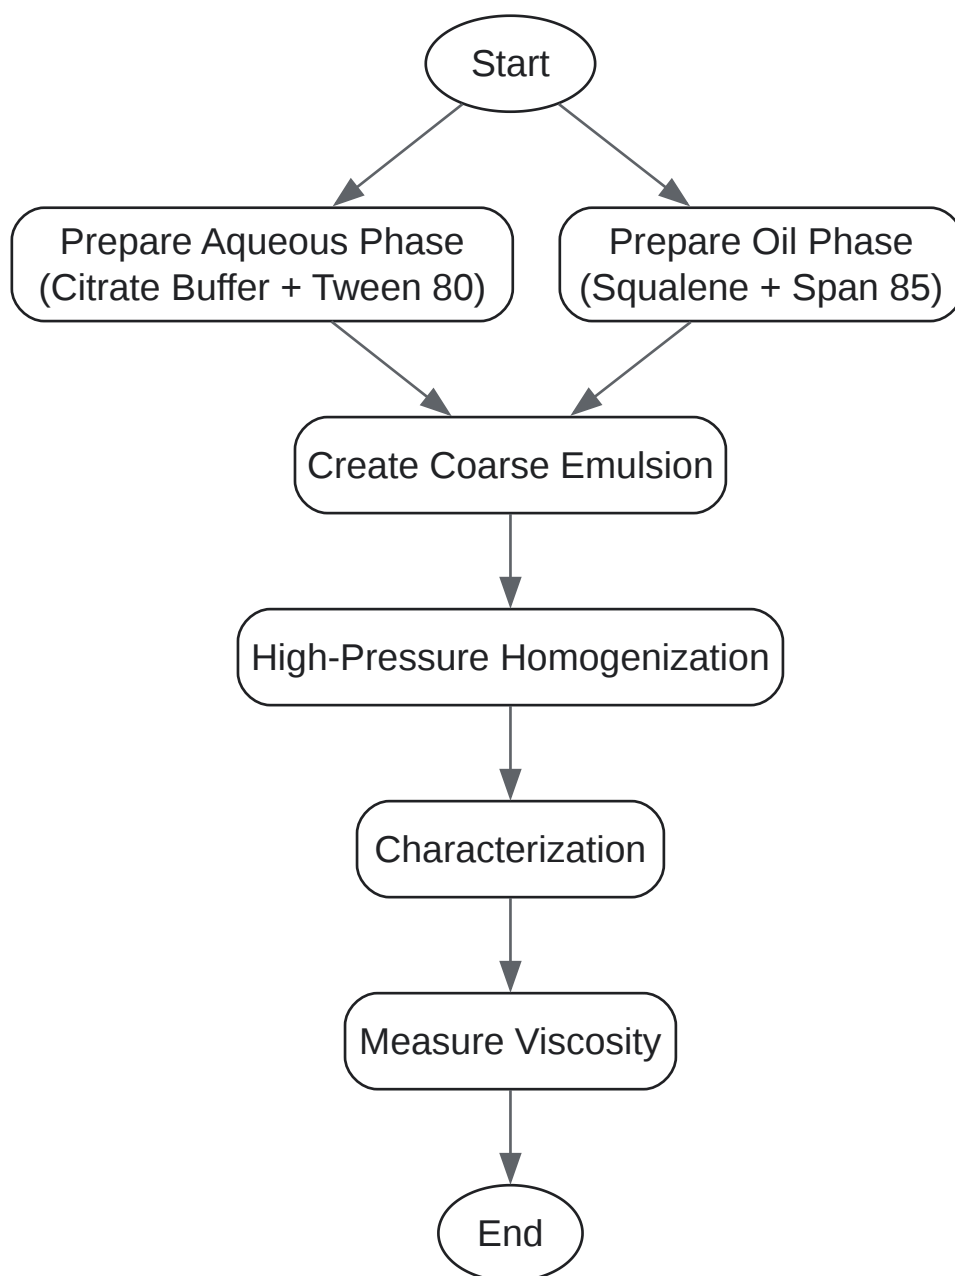 Start
Prepare Aqueous Phase
(Citrate Buffer + Tween 80)
Prepare Oil Phase
(Squalene + Span 85)
Create Coarse Emulsion
High-Pressure Homogenization
Characterization
Measure Viscosity
End